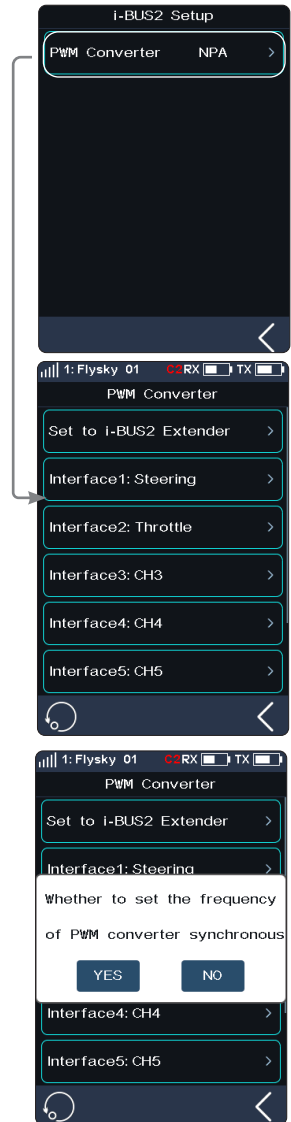 i-BUS2 Setup
PWM Converter NPA >
1: Flysky 01 C2RX TX
PWM Converter
Set to i-BUS2 Extender >
Interface1: Steering >
Interface2: Throttle >
Interface3: CH3 >
Interface4: CH4 >
Interface5: CH5 >
1: Flysky 01 C2RX TX
PWM Converter
Set to i-BUS2 Extender >
Interface1: Steering
Whether to set the frequency
of PWM converter synchronous
YES NO
Interface4: CH4 >
Interface5: CH5 >